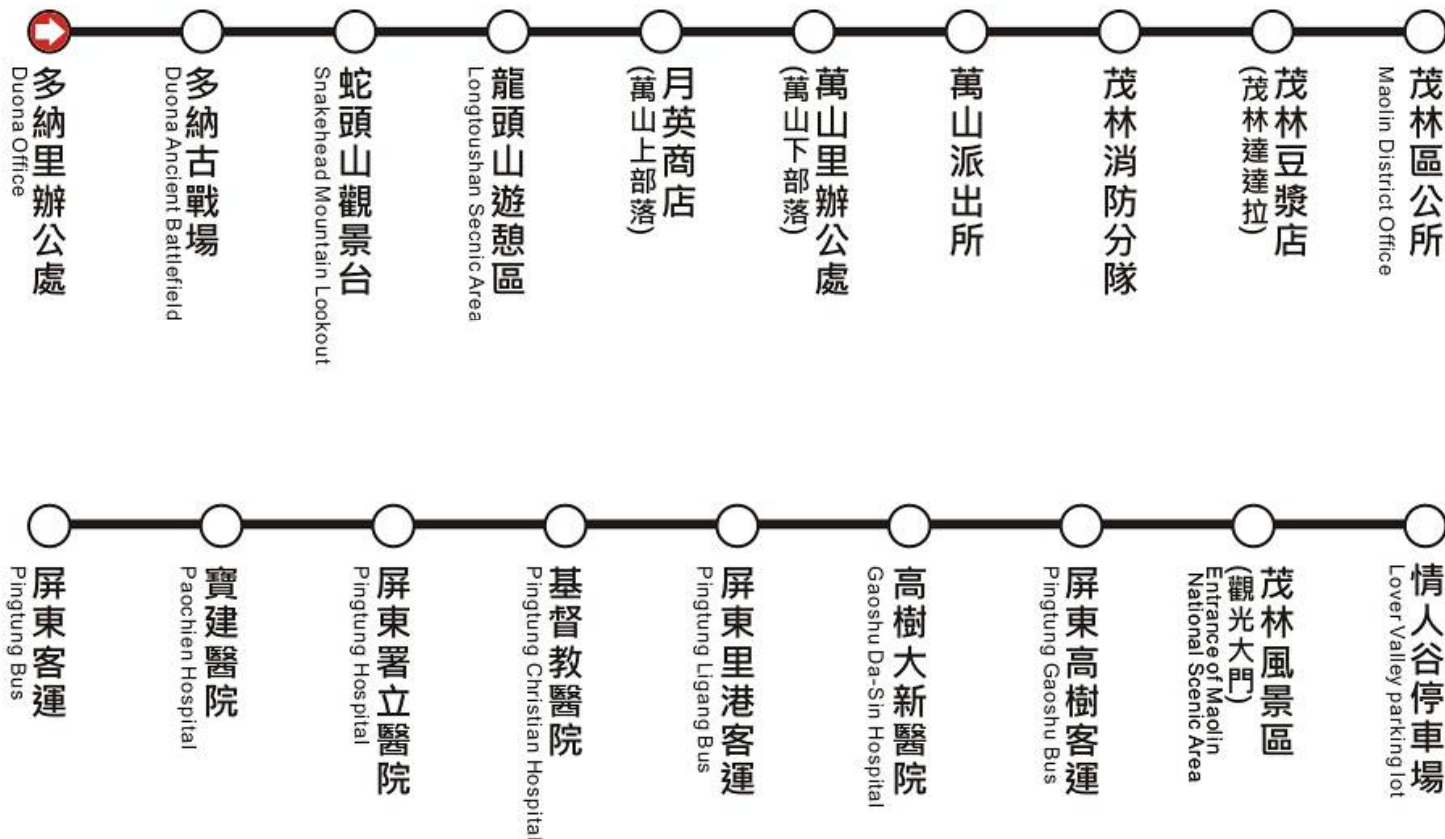 多納里辦公處
Duona Office
多納古戰場
Duona Ancient Battlefield
蛇頭山觀景台
Snakehead Mountain Lookout
龍頭山遊憩區
Longtoushan Secnic Area
月英商店
(萬山上部落)
萬山里辦公處
(萬山下部落)
萬山派出所
茂林消防分隊
茂林豆漿店
(茂林達達拉)
茂林區公所
Maolin District Office
屏東客運
Pingtung Bus
寶建醫院
Paochien Hospital
屏東署立醫院
Pingtung Hospital
基督教醫院
Pingtung Christian Hospital
屏東里港客運
Pingtung Ligang Bus
高樹大新醫院
Gaoshu Da-Sin Hospital
屏東高樹客運
Pingtung Gaoshu Bus
茂林風景區
(觀光大門)
Entrance of Maolin
National Scenic Area
情人谷停車場
Lover Valley parking lot